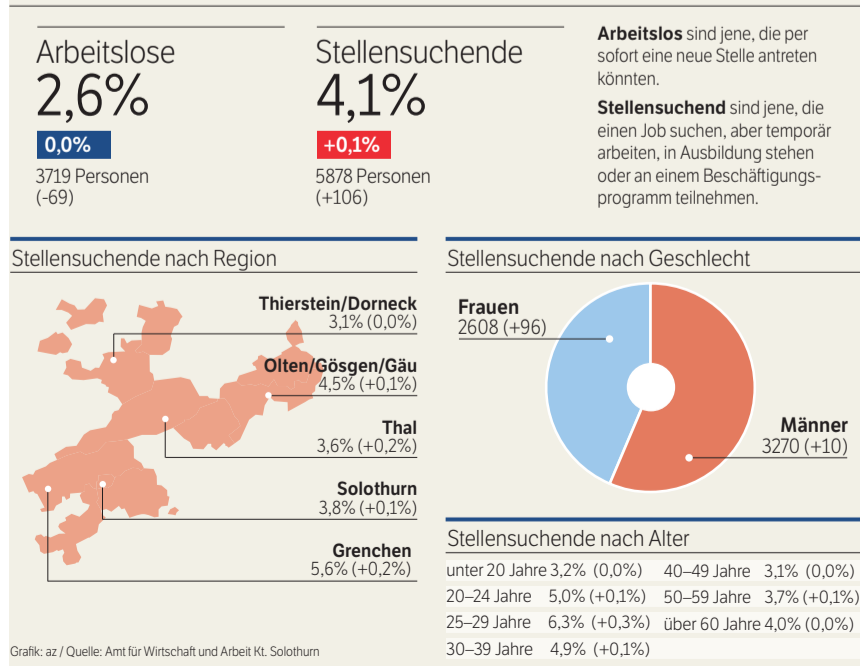 Arbeitslose
2,6%
0,0%
3719 Personen
(-69)
Stellensuchende
4,1%
+0,1%
5878 Personen
(+106)
Arbeitslos sind jene, die per
sofort eine neue Stelle antreten
könnten.
Stellensuchend sind jene, die
einen Job suchen, aber temporär
arbeiten, in Ausbildung stehen
oder an einem Beschäftigungs-
programm teilnehmen.
Stellensuchende nach Region
Thierstein/Dorneck
3,1% (0,0%)
Olten/Gösgen/Gäu
4,5% (+0,1%)
Thal
3,6% (+0,2%)
Solothurn
3,8% (+0,1%)
Grenchen
5,6% (+0,2%)
Grafik: az / Quelle: Amt für Wirtschaft und Arbeit Kt. Solothurn
Stellensuchende nach Geschlecht
Frauen
2608 (+96)
Männer
3270 (+10)
Stellensuchende nach Alter
unter 20 Jahre 3,2% (0,0%) 40–49 Jahre 3,1% (0,0%)
20–24 Jahre 5,0% (+0,1%) 50–59 Jahre 3,7% (+0,1%)
25–29 Jahre 6,3% (+0,3%) über 60 Jahre 4,0% (0,0%)
30–39 Jahre 4,9% (+0,1%)